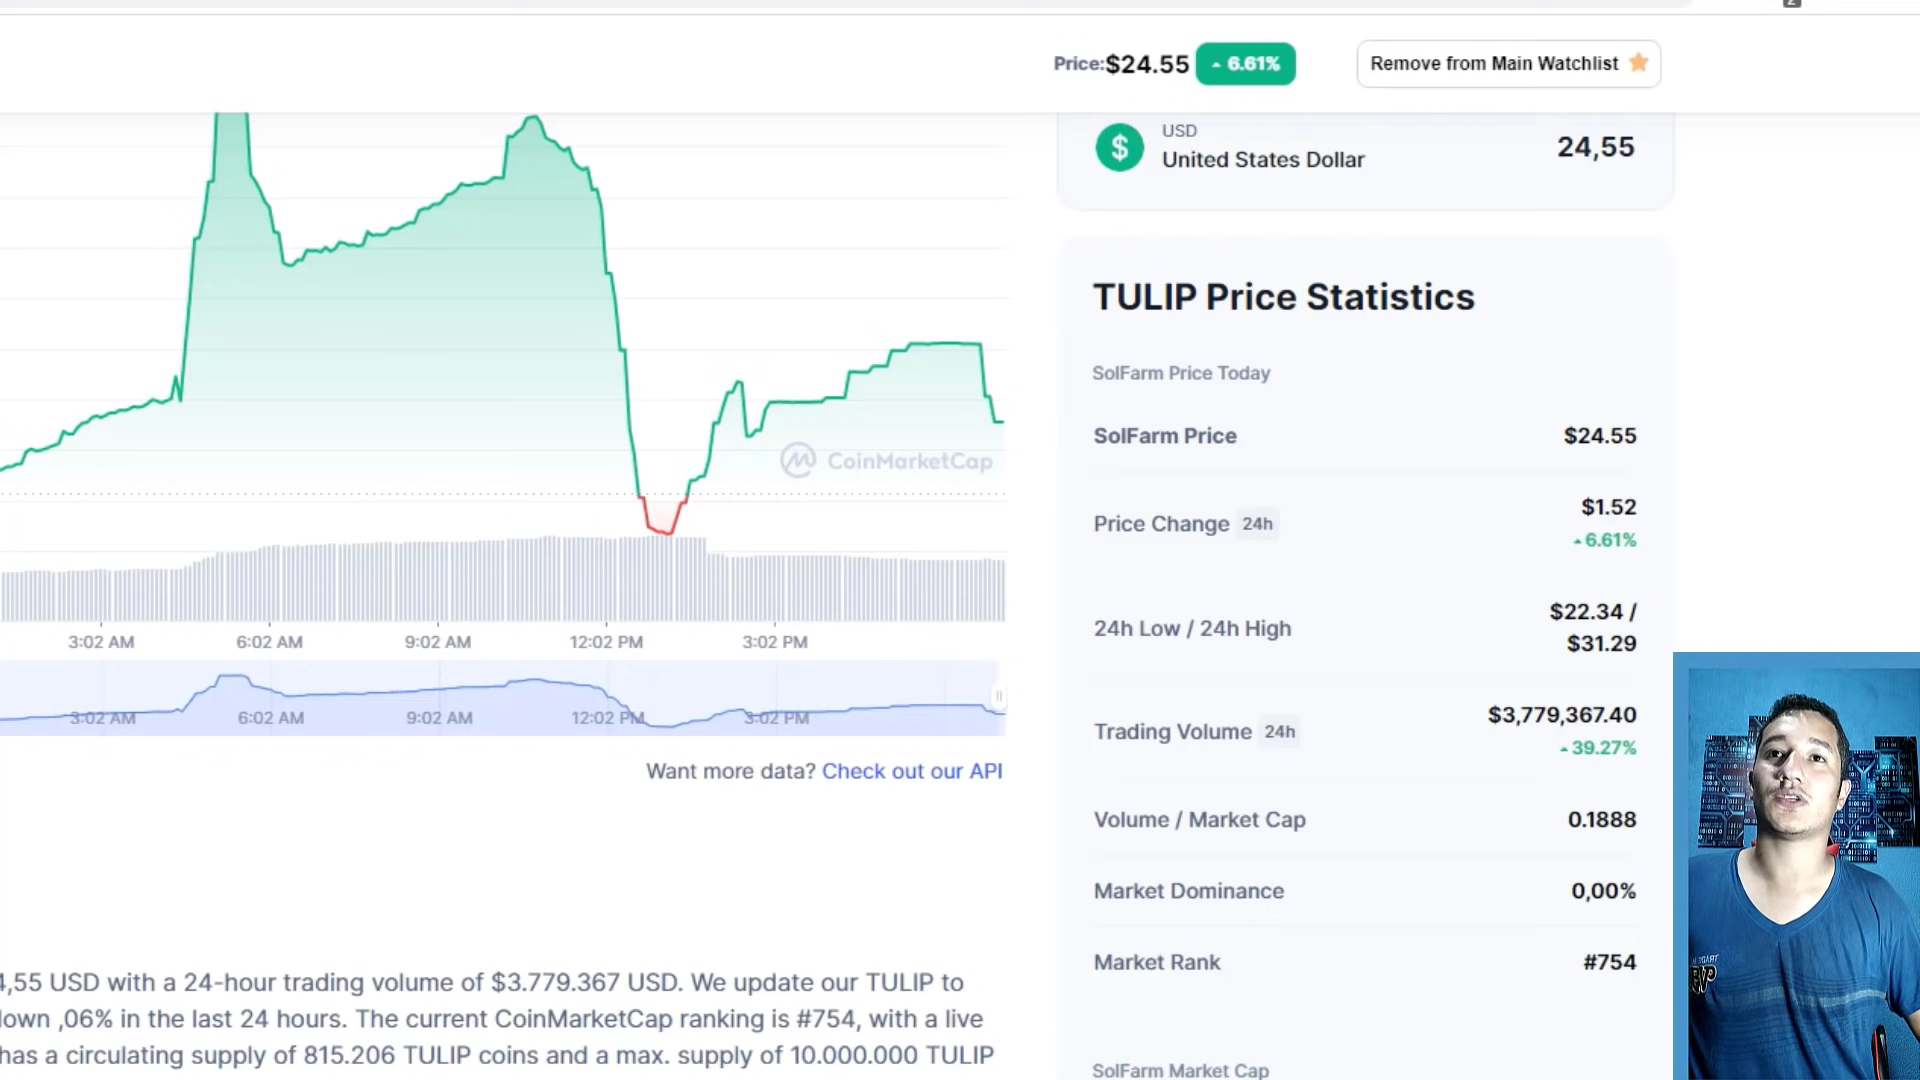 Price:$24.55 6.61% Remove from Main Watchlist
USD
United States Dollar 24,55
TULIP Price Statistics
SolFarm Price Today
SolFarm Price $24.55
Price Change 24h $1.52
6.61%
24h Low / 24h High $22.34 /
$31.29
Trading Volume 24h $3,779,367.40
39.27%
Volume / Market Cap 0.1888
Market Dominance 0,00%
Market Rank #754
SolFarm Market Cap
CoinMarketCap
3:02 AM 6:02 AM 9:02 AM 12:02 PM 3:02 PM
3:02 AM 6:02 AM 9:02 AM 12:02 PM 3:02 PM
Want more data? Check out our API
4,55 USD with a 24-hour trading volume of $3.779.367 USD. We update our TULIP to
lown ,06% in the last 24 hours. The current CoinMarketCap ranking is #754, with a live
has a circulating supply of 815.206 TULIP coins and a max. supply of 10.000.000 TULIP